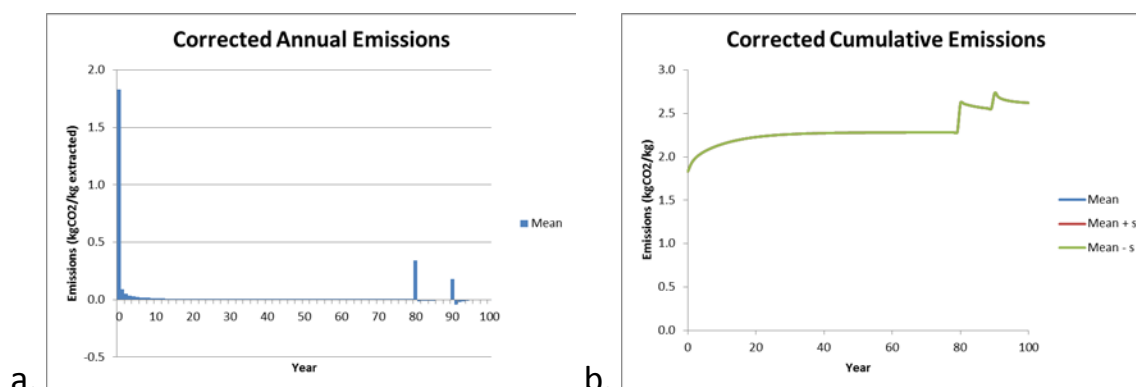 Corrected Annual Emissions
2.0
1.5
1.0
0.5
0.0
-0.5
Emissions (kgCO2/kg extracted)
0 10 20 30 40 50 60 70 80 90 100
Year
Mean
a.
Corrected Cumulative Emissions
3.0
2.5
2.0
1.5
1.0
0.5
0.0
Emissions (kgCO2/kg)
0 20 40 60 80 100
Year
Mean
Mean + s
Mean - s
b.